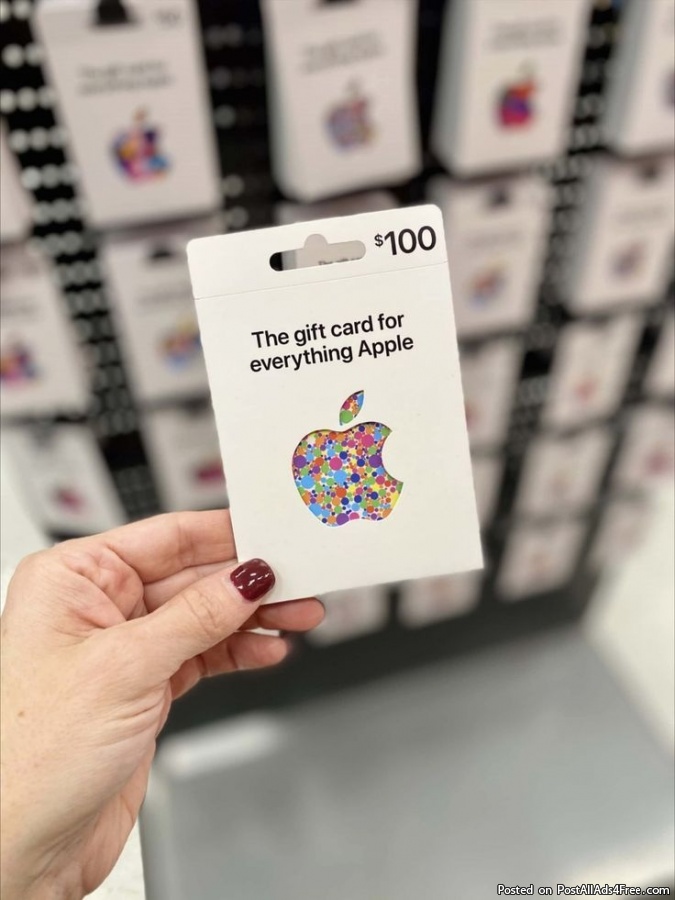 $100
The gift card for
everything Apple
Posted on PostAllAds4Free.com